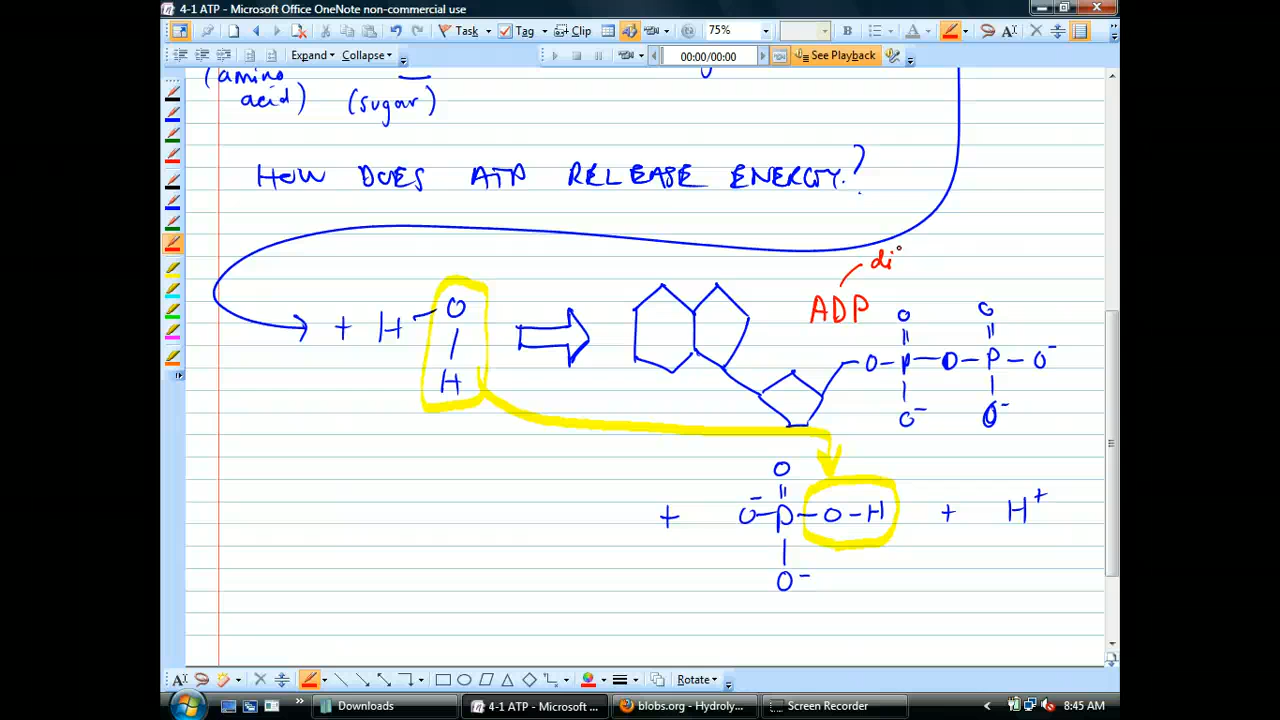 4-1 ATP - Microsoft Office OneNote non-commercial use
Task Tag Clip 75% B A A
Expand Collapse 00:00/00:00 See Playback
(amino
acid) (sugar)
HOW DOES ATP RELEASE ENERGY?
di
ADP
+ H O
H
O O
O P O P O⁻
O⁻ O⁻
O
+ O⁻ P O H + H⁺
O⁻
Rotate
Downloads 4-1 ATP - Microsoft ... blobs.org - Hydroly... Screen Recorder 8:45 AM